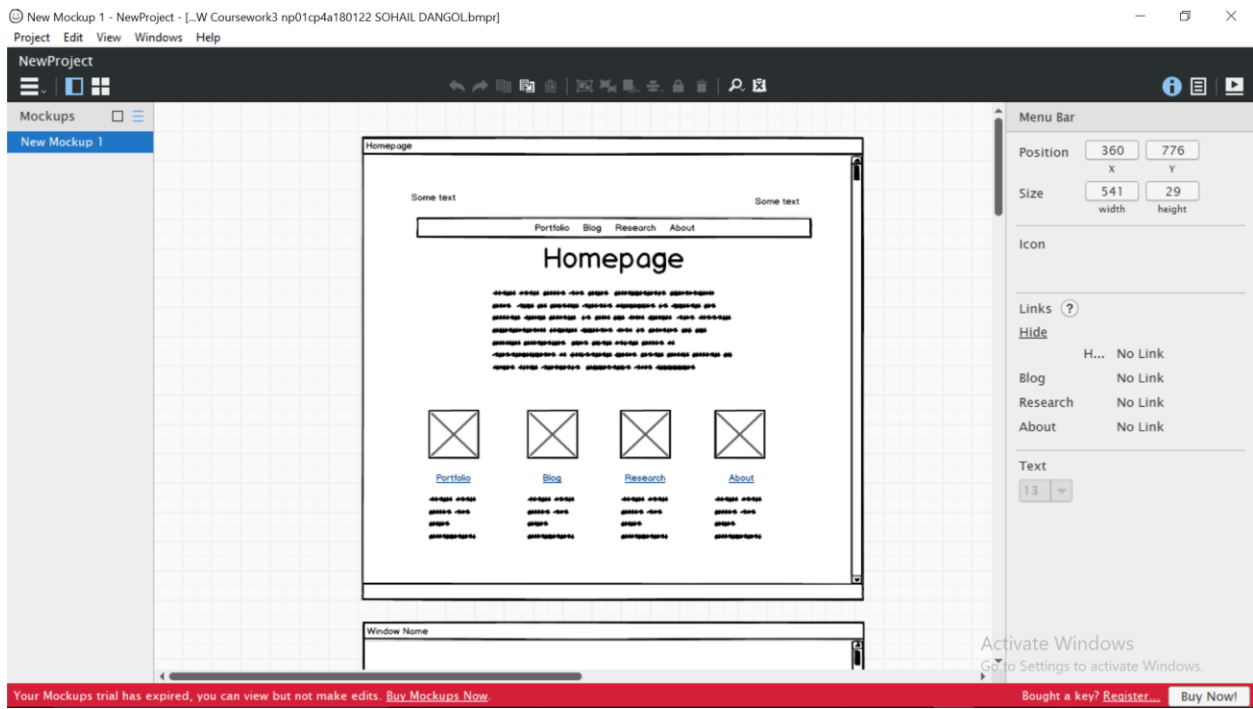 New Mockup 1 - NewProject - [...W Coursework3 np01cp4a180122 SOHAIL DANGOL.bmpr]
Project Edit View Windows Help
NewProject
Mockups
New Mockup 1
Homepage
Some text
Some text
Portfolio Blog Research About
Homepage
Portfolio Blog Research About
Window Name
Menu Bar
Position 360 776
X Y
Size 541 29
width height
Icon
Links ?
Hide
H... No Link
Blog No Link
Research No Link
About No Link
Text
13
Activate Windows
Go to Settings to activate Windows.
Your Mockups trial has expired, you can view but not make edits. Buy Mockups Now.
Bought a key? Register... Buy Now!